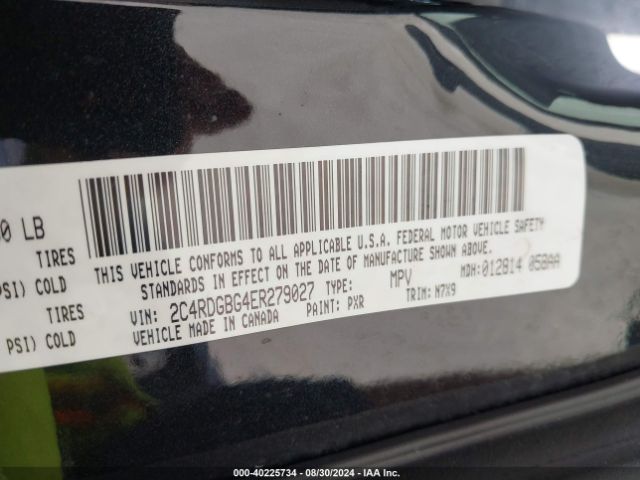 0 LB
TIRES
PSI) COLD
TIRES
PSI) COLD
THIS VEHICLE CONFORMS TO ALL APPLICABLE U.S.A. FEDERAL MOTOR VEHICLE SAFETY
STANDARDS IN EFFECT ON THE DATE OF MANUFACTURE SHOWN ABOVE.
VIN: 2C4RDGBG4ER279027 TYPE: MPV MDH: 012814 05BAA
VEHICLE MADE IN CANADA PAINT: PXR TRIM: N7X9
000-40225734 - 08/30/2024 - IAA Inc.